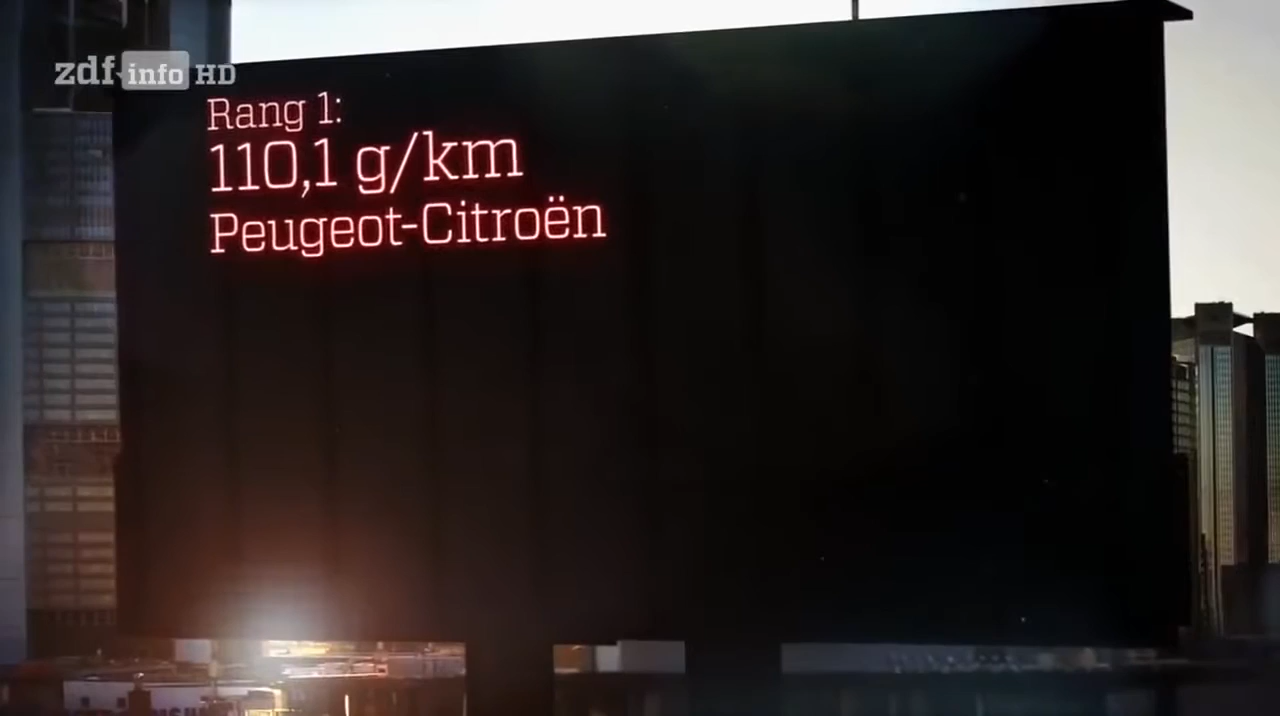 zdf info HD
Rang 1:
110,1 g/km
Peugeot-Citroën